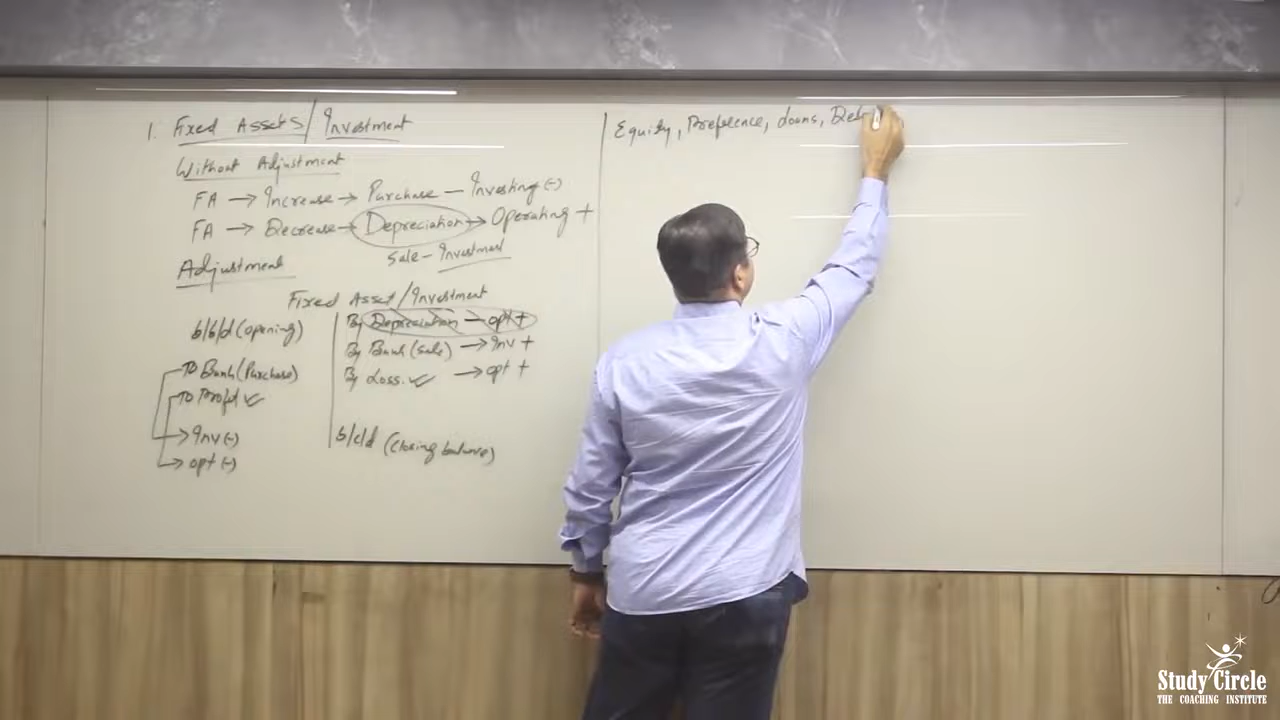 1. Fixed Assets / Investment
Without Adjustment
FA → Increase → Purchase – Investing (-)
FA → Decrease → Depreciation → Operating +
Sale – Investment
Adjustment
Fixed Asset / Investment
b/b/d (opening)
To Bank (Purchase)
To Profit ✓
→ Inv (-)
→ opt (-)
By Depreciation – opt +
By Bank (Sale) → Inv +
By Loss ✓ → opt +
b/c/d (closing balance)
Equity, Preference, Loans, Deb
Study Circle
THE COACHING INSTITUTE